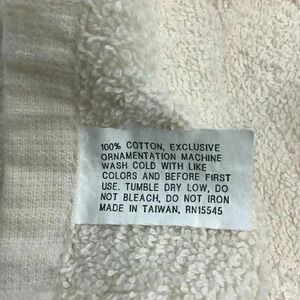 100% COTTON, EXCLUSIVE
ORNAMENTATION MACHINE
WASH COLD WITH LIKE
COLORS AND BEFORE FIRST
USE. TUMBLE DRY LOW, DO
NOT BLEACH, DO NOT IRON
MADE IN TAIWAN, RN15545